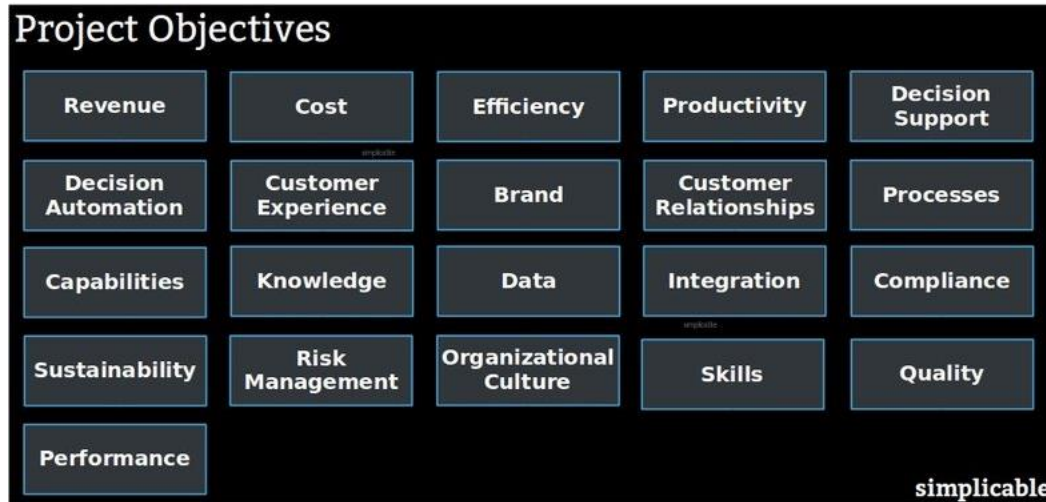 Project Objectives
Revenue
Cost
Efficiency
Productivity
Decision
Support
Decision
Automation
Customer
Experience
Brand
Customer
Relationships
Processes
Capabilities
Knowledge
Data
Integration
Compliance
Sustainability
Risk
Management
Organizational
Culture
Skills
Quality
Performance
simplicable